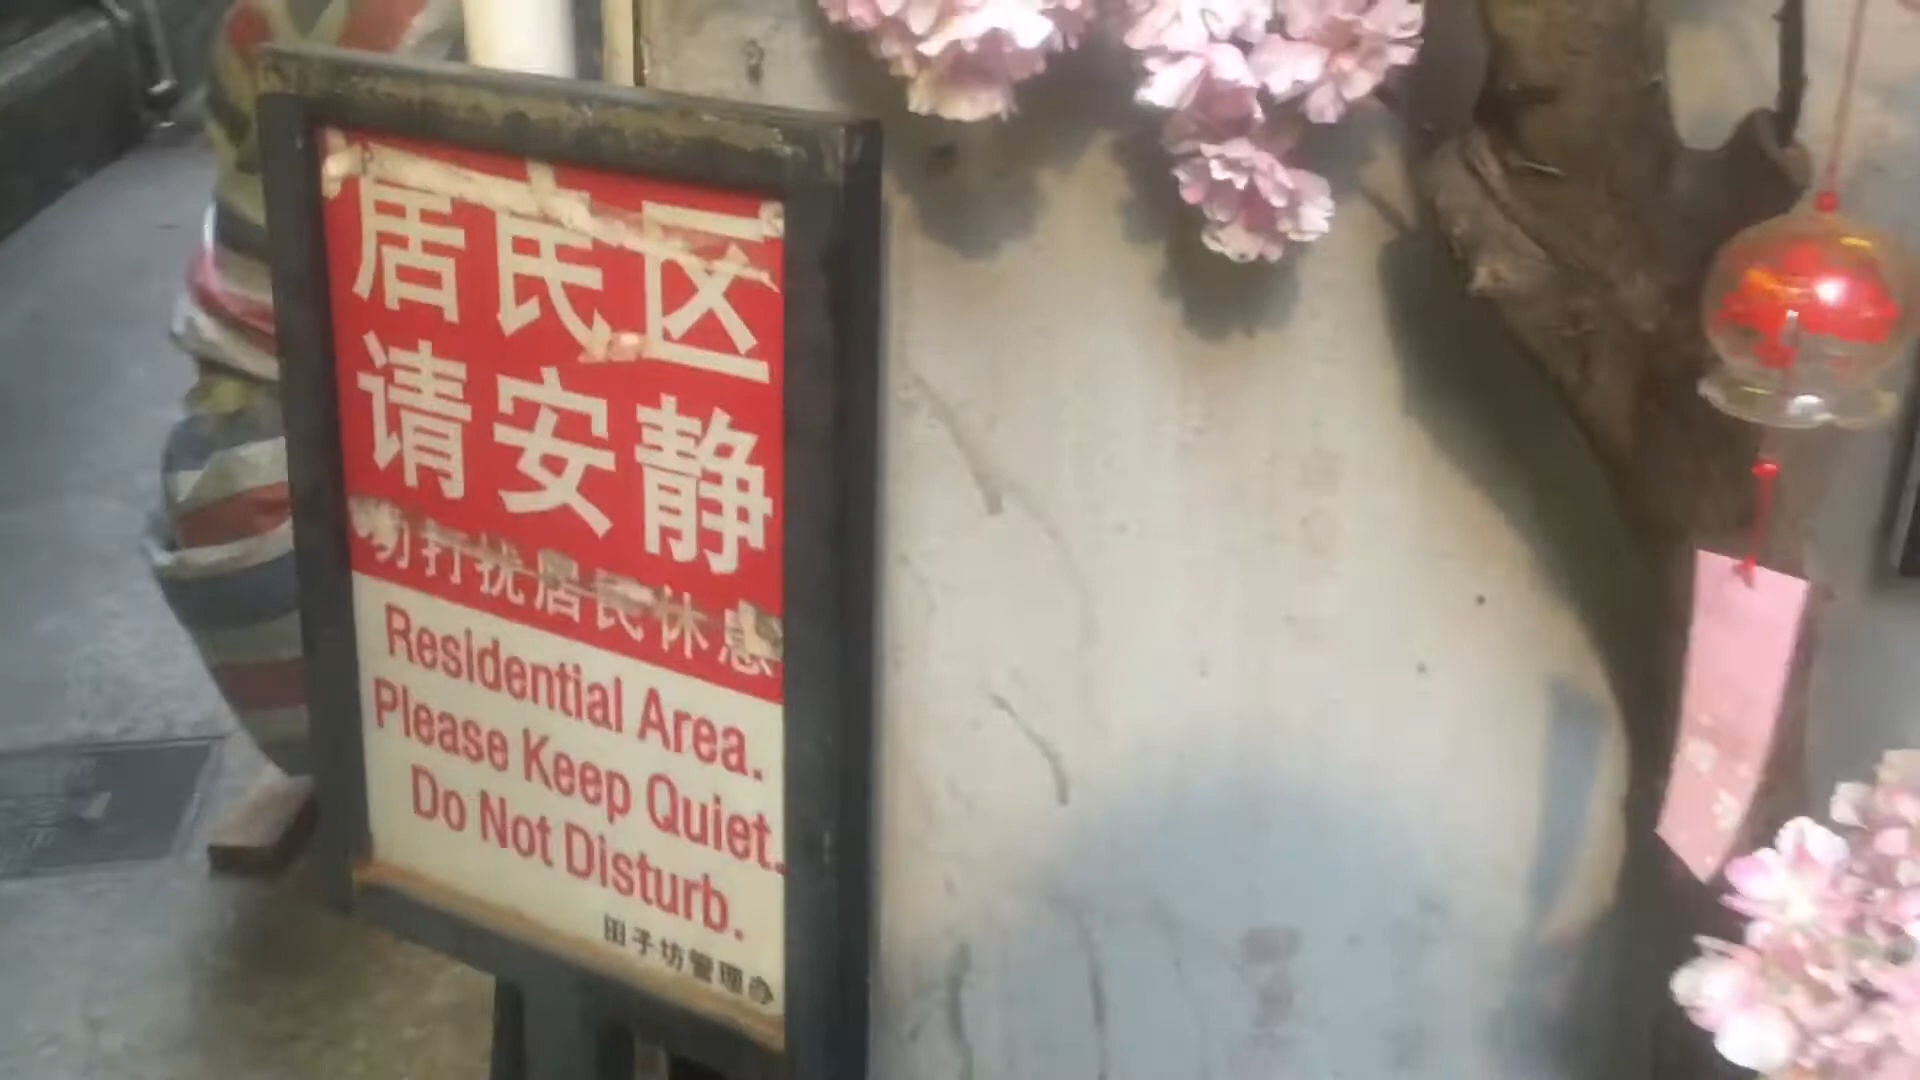 居民区
请安静
勿打扰居民休息
Residential Area.
Please Keep Quiet.
Do Not Disturb.
田子坊管理办